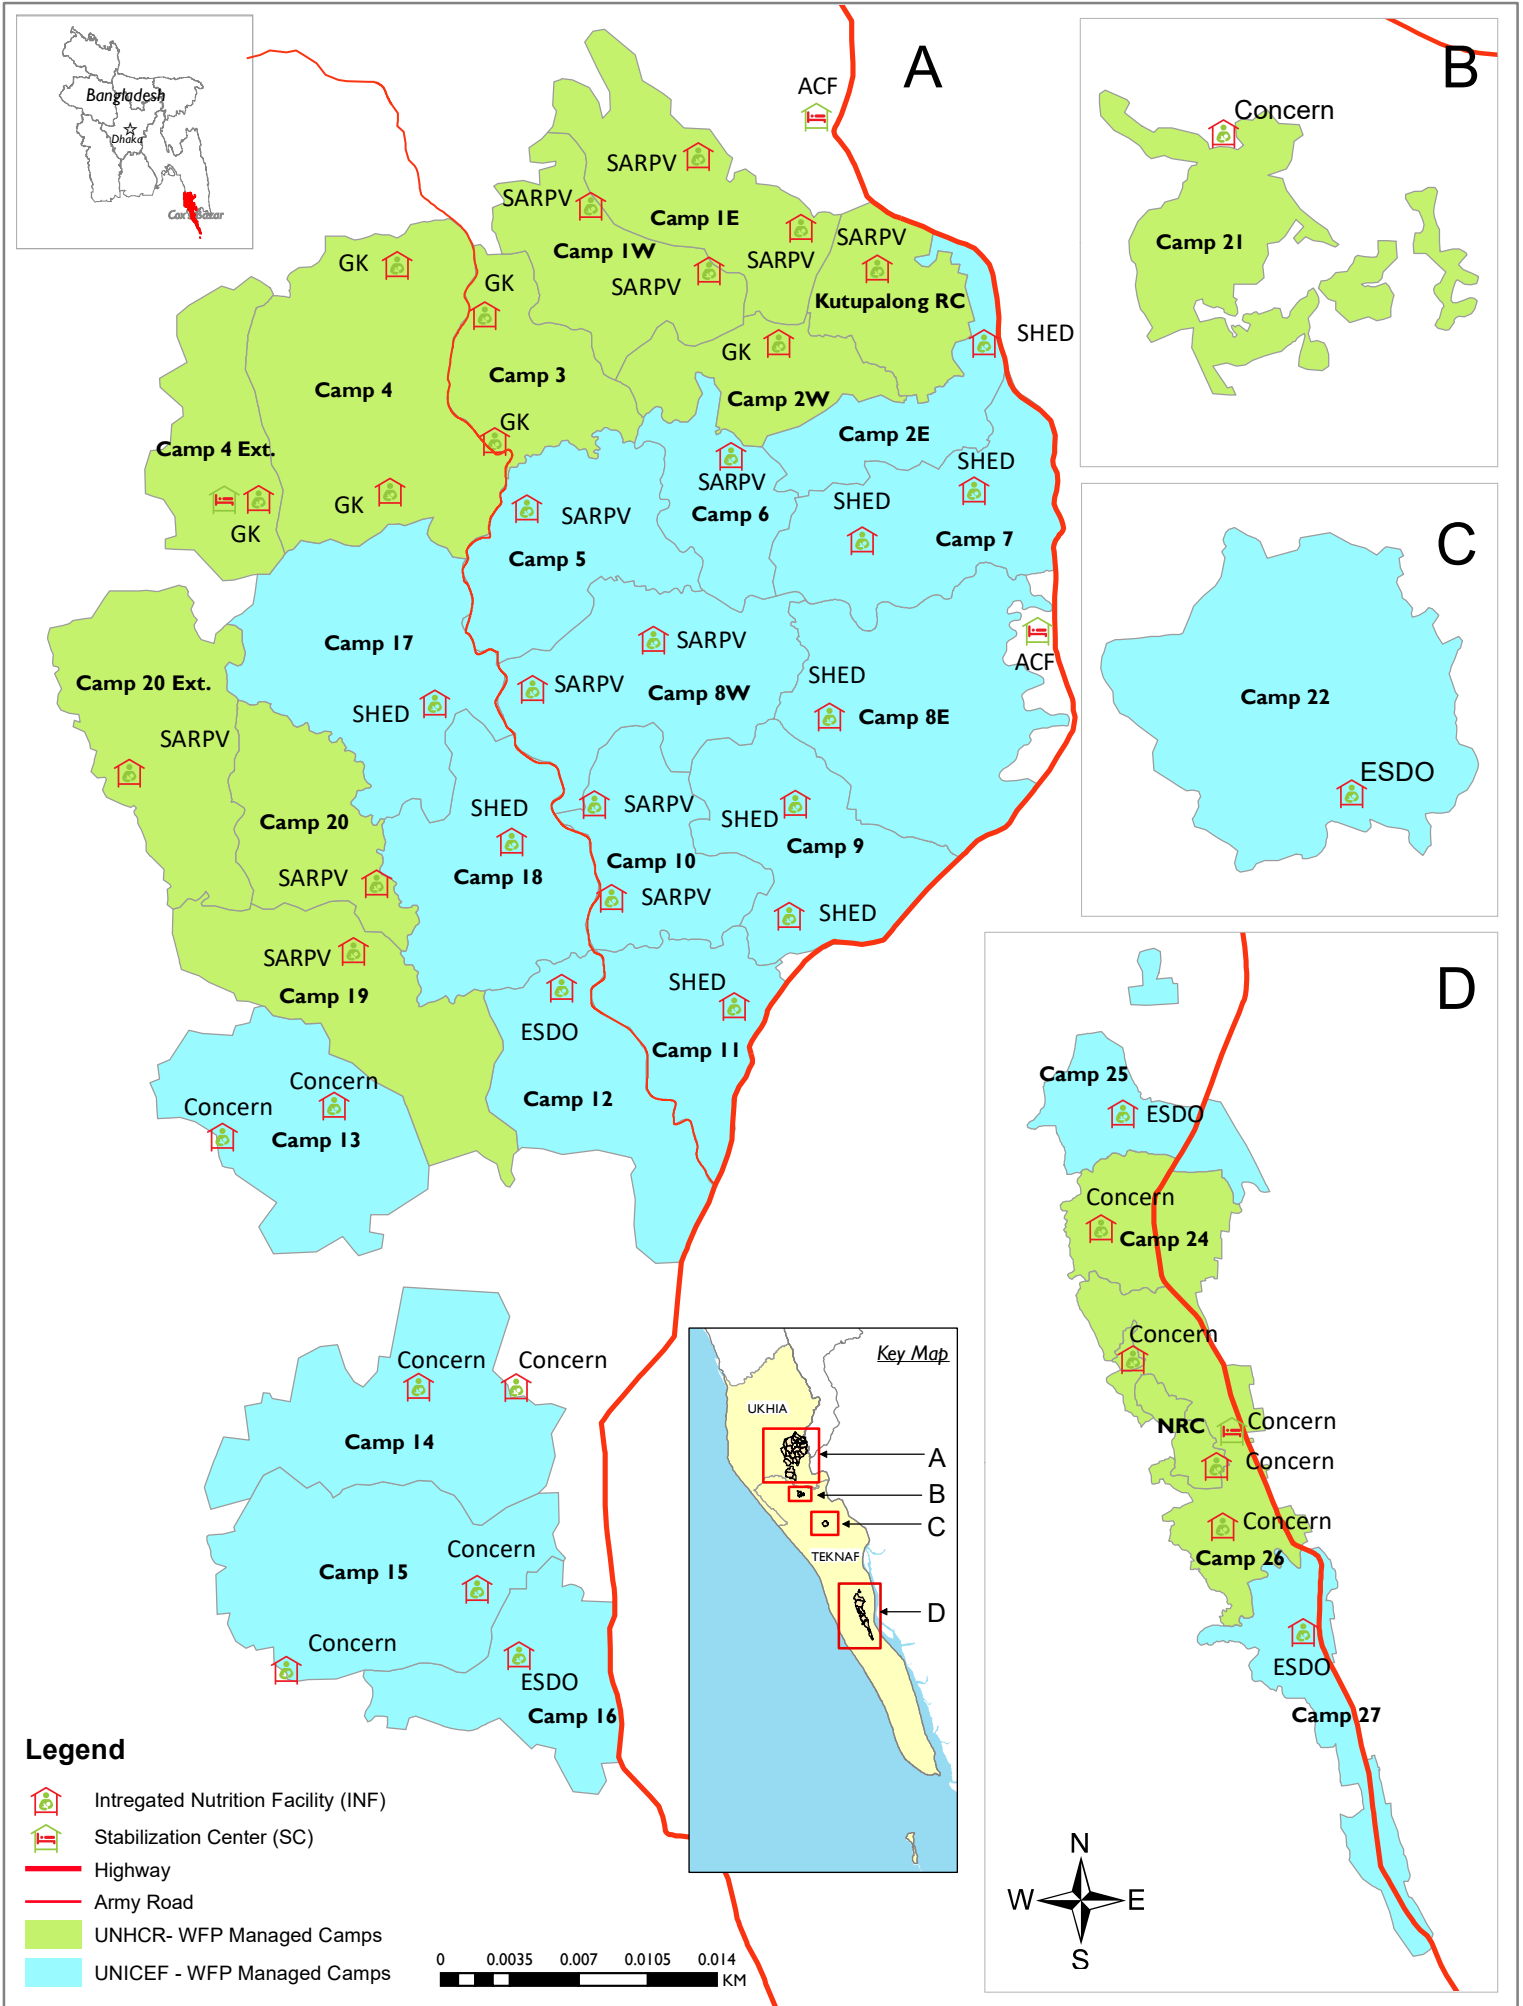 Bangladesh
Dhaka
Cox's Bazar
A
ACF
SARPV
SARPV
Camp 1E
Camp 1W
SARPV
SARPV
SARPV
Kutupalong RC
GK
GK
Camp 4
GK
Camp 3
GK
GK
Camp 2W
SHED
Camp 4 Ext.
GK
Camp 2E
SARPV
Camp 6
SARPV
Camp 5
SHED
SHED
Camp 7
Camp 17
SHED
SARPV
SARPV
Camp 8W
SHED
Camp 8E
ACF
Camp 20 Ext.
SARPV
Camp 20
SARPV
SHED
Camp 18
SARPV
Camp 10
SARPV
SHED
Camp 9
SHED
SARPV
Camp 19
ESDO
Camp 12
SHED
Camp 11
Concern
Concern
Camp 13
Concern
Concern
Camp 14
Concern
Camp 15
Concern
ESDO
Camp 16
B
Concern
Camp 21
C
Camp 22
ESDO
D
Camp 25
ESDO
Concern
Camp 24
Concern
NRC
Concern
Concern
Concern
Camp 26
ESDO
Camp 27
Key Map
UKHIA
A
B
C
TEKNAF
D
Legend
Intregated Nutrition Facility (INF)
Stabilization Center (SC)
Highway
Army Road
UNHCR- WFP Managed Camps
UNICEF - WFP Managed Camps
0 0.0035 0.007 0.0105 0.014
KM
N
W E
S